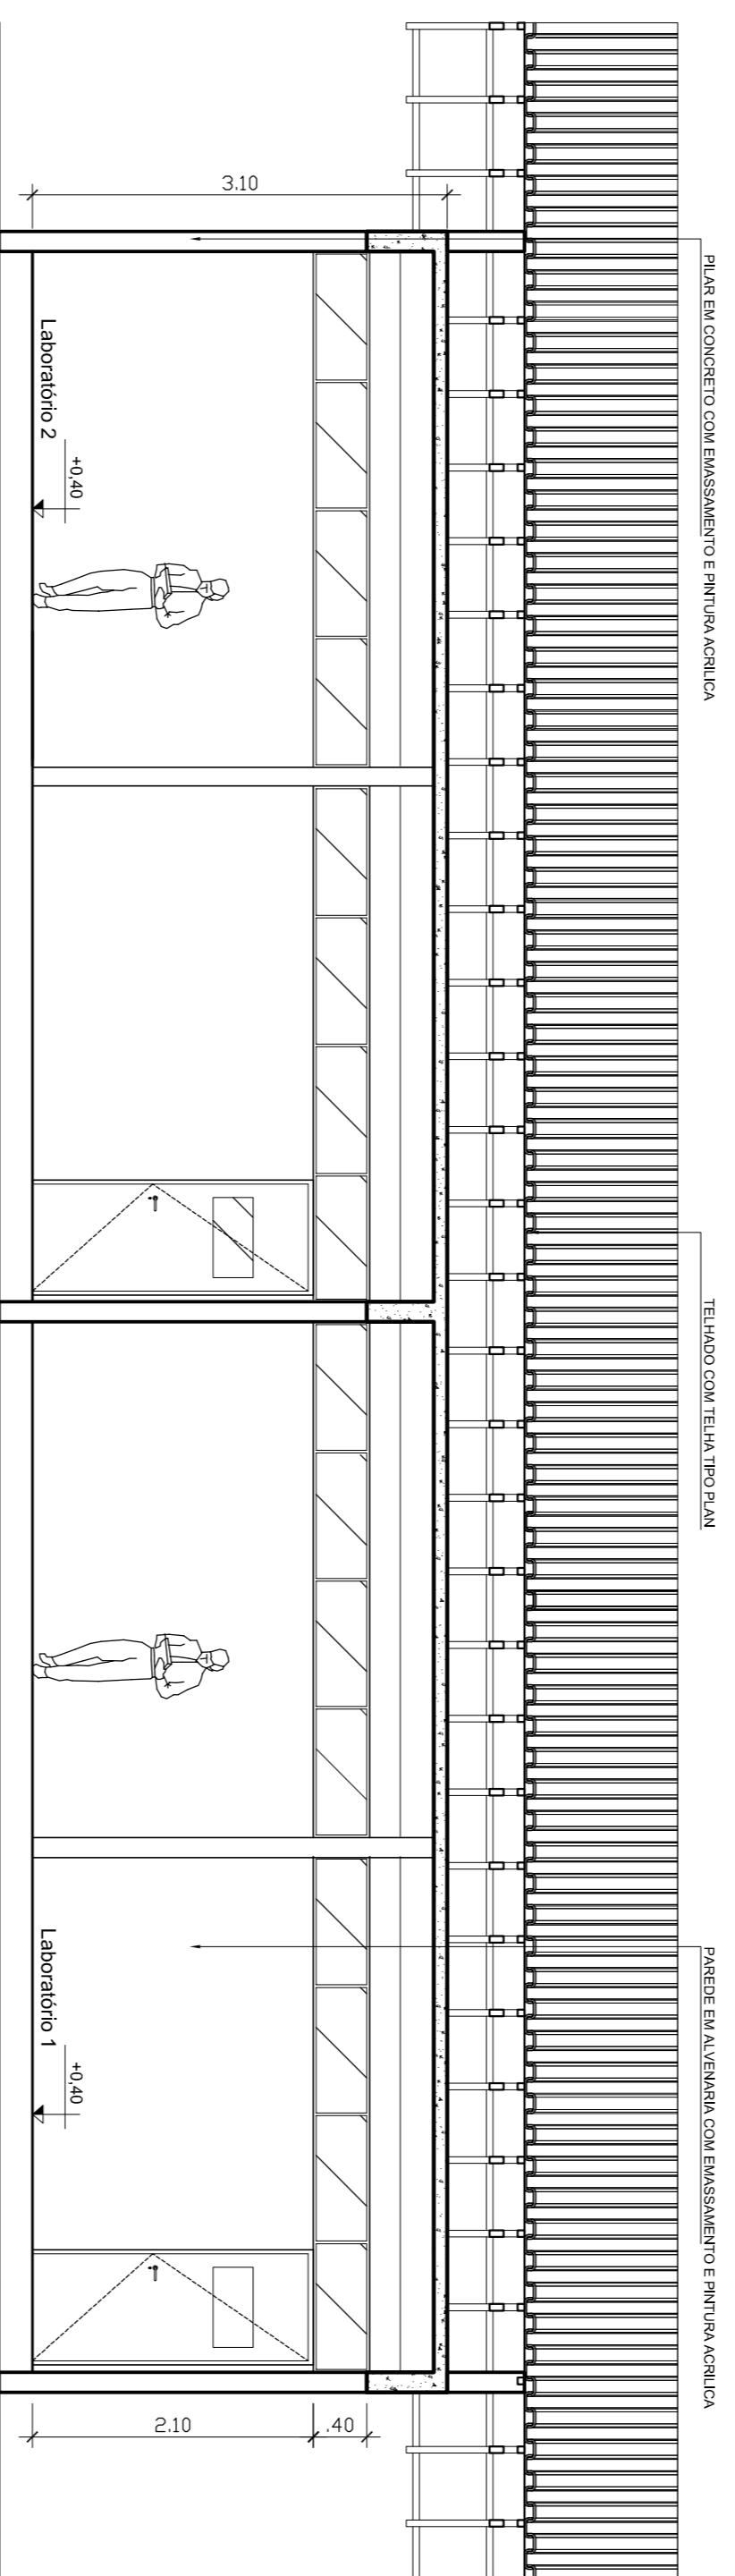 PILAR EM CONCRETO COM EMASSAMENTO E PINTURA ACRILICA
TELHADO COM TELHA TIPO PLAN
PAREDE EM ALVENARIA COM EMASSAMENTO E PINTURA ACRILICA
3.10
Laboratório 2
+0,40
Laboratório 1
+0,40
2.10
.40